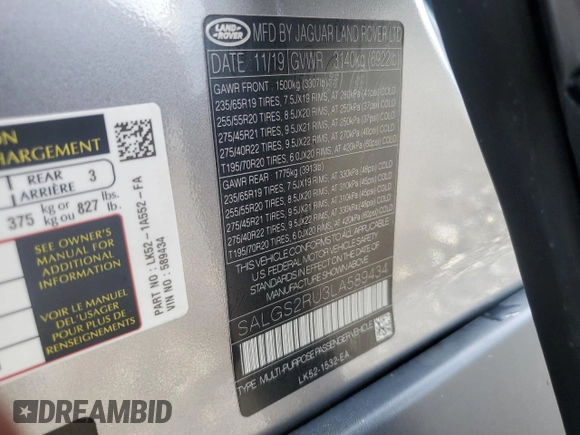 LAND ROVER
MFD BY JAGUAR LAND ROVER LTD
DATE 11/19 GVWR 3140kg (6922lb)
GAWR FRONT 1500kg (3307lb)
235/65R19 TIRES, 7.5JX19 RIMS, AT 280kPa (41psi) COLD
255/55R20 TIRES, 8.5JX20 RIMS, AT 250kPa (37psi) COLD
275/45R21 TIRES, 9.5JX21 RIMS, AT 250kPa (37psi) COLD
275/40R22 TIRES, 9.5JX22 RIMS, AT 270kPa (40psi) COLD
T195/70R20 TIRES, 6.0JX20 RIMS, AT 420kPa (60psi) COLD
GAWR REAR 1775kg (3913lb)
235/65R19 TIRES, 7.5JX19 RIMS, AT 330kPa (48psi) COLD
255/55R20 TIRES, 8.5JX20 RIMS, AT 310kPa (45psi) COLD
275/45R21 TIRES, 9.5JX21 RIMS, AT 310kPa (45psi) COLD
275/40R22 TIRES, 9.5JX22 RIMS, AT 330kPa (48psi) COLD
T195/70R20 TIRES, 6.0JX20 RIMS, AT 420kPa (60psi) COLD
THIS VEHICLE CONFORMS TO ALL APPLICABLE
FEDERAL MOTOR VEHICLE SAFETY AND
THEFT PREVENTION STANDARDS IN EFFECT ON
THE DATE OF MANUFACTURE SHOWN ABOVE.
SALGS2RU3LA589434
TYPE: MULTI-PURPOSE PASSENGER VEHICLE
LK52-1532-EA
CHARGEMENT
REAR
ARRIÈRE 3
375 kg or lbs.
kg ou 827 lb.
SEE OWNER'S
MANUAL FOR
ADDITIONAL
INFORMATION
VOIR LE MANUEL
DE L'USAGER
POUR PLUS DE
RENSEIGNEMENTS
PART NO : LK52-1A552-FA
VIN NO : 589434
DREAMBID